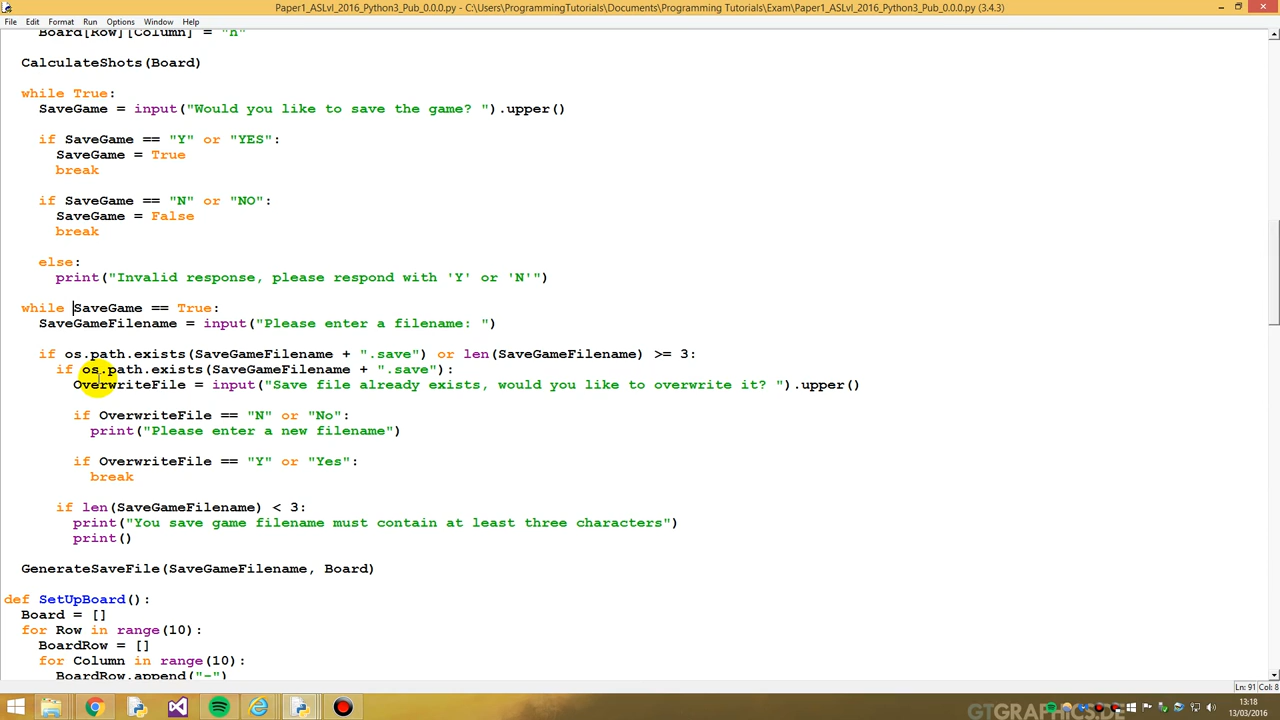 Paper1_ASLvl_2016_Python3_Pub_0.0.0.py - C:\Users\ProgrammingTutorials\Documents\Programming Tutorials\Exam\Paper1_ASLvl_2016_Python3_Pub_0.0.0.py (3.4.3)
File Edit Format Run Options Window Help
Board[Row][Column] = "h"
CalculateShots(Board)
while True:
SaveGame = input("Would you like to save the game? ").upper()
if SaveGame == "Y" or "YES":
SaveGame = True
break
if SaveGame == "N" or "NO":
SaveGame = False
break
else:
print("Invalid response, please respond with 'Y' or 'N'")
while SaveGame == True:
SaveGameFilename = input("Please enter a filename: ")
if os.path.exists(SaveGameFilename + ".save") or len(SaveGameFilename) >= 3:
if os.path.exists(SaveGameFilename + ".save"):
OverwriteFile = input("Save file already exists, would you like to overwrite it? ").upper()
if OverwriteFile == "N" or "No":
print("Please enter a new filename")
if OverwriteFile == "Y" or "Yes":
break
if len(SaveGameFilename) < 3:
print("You save game filename must contain at least three characters")
print()
GenerateSaveFile(SaveGameFilename, Board)
def SetUpBoard():
Board = []
for Row in range(10):
BoardRow = []
for Column in range(10):
BoardRow.append("-")
Ln: 91 Col: 8
13:18
13/03/2016